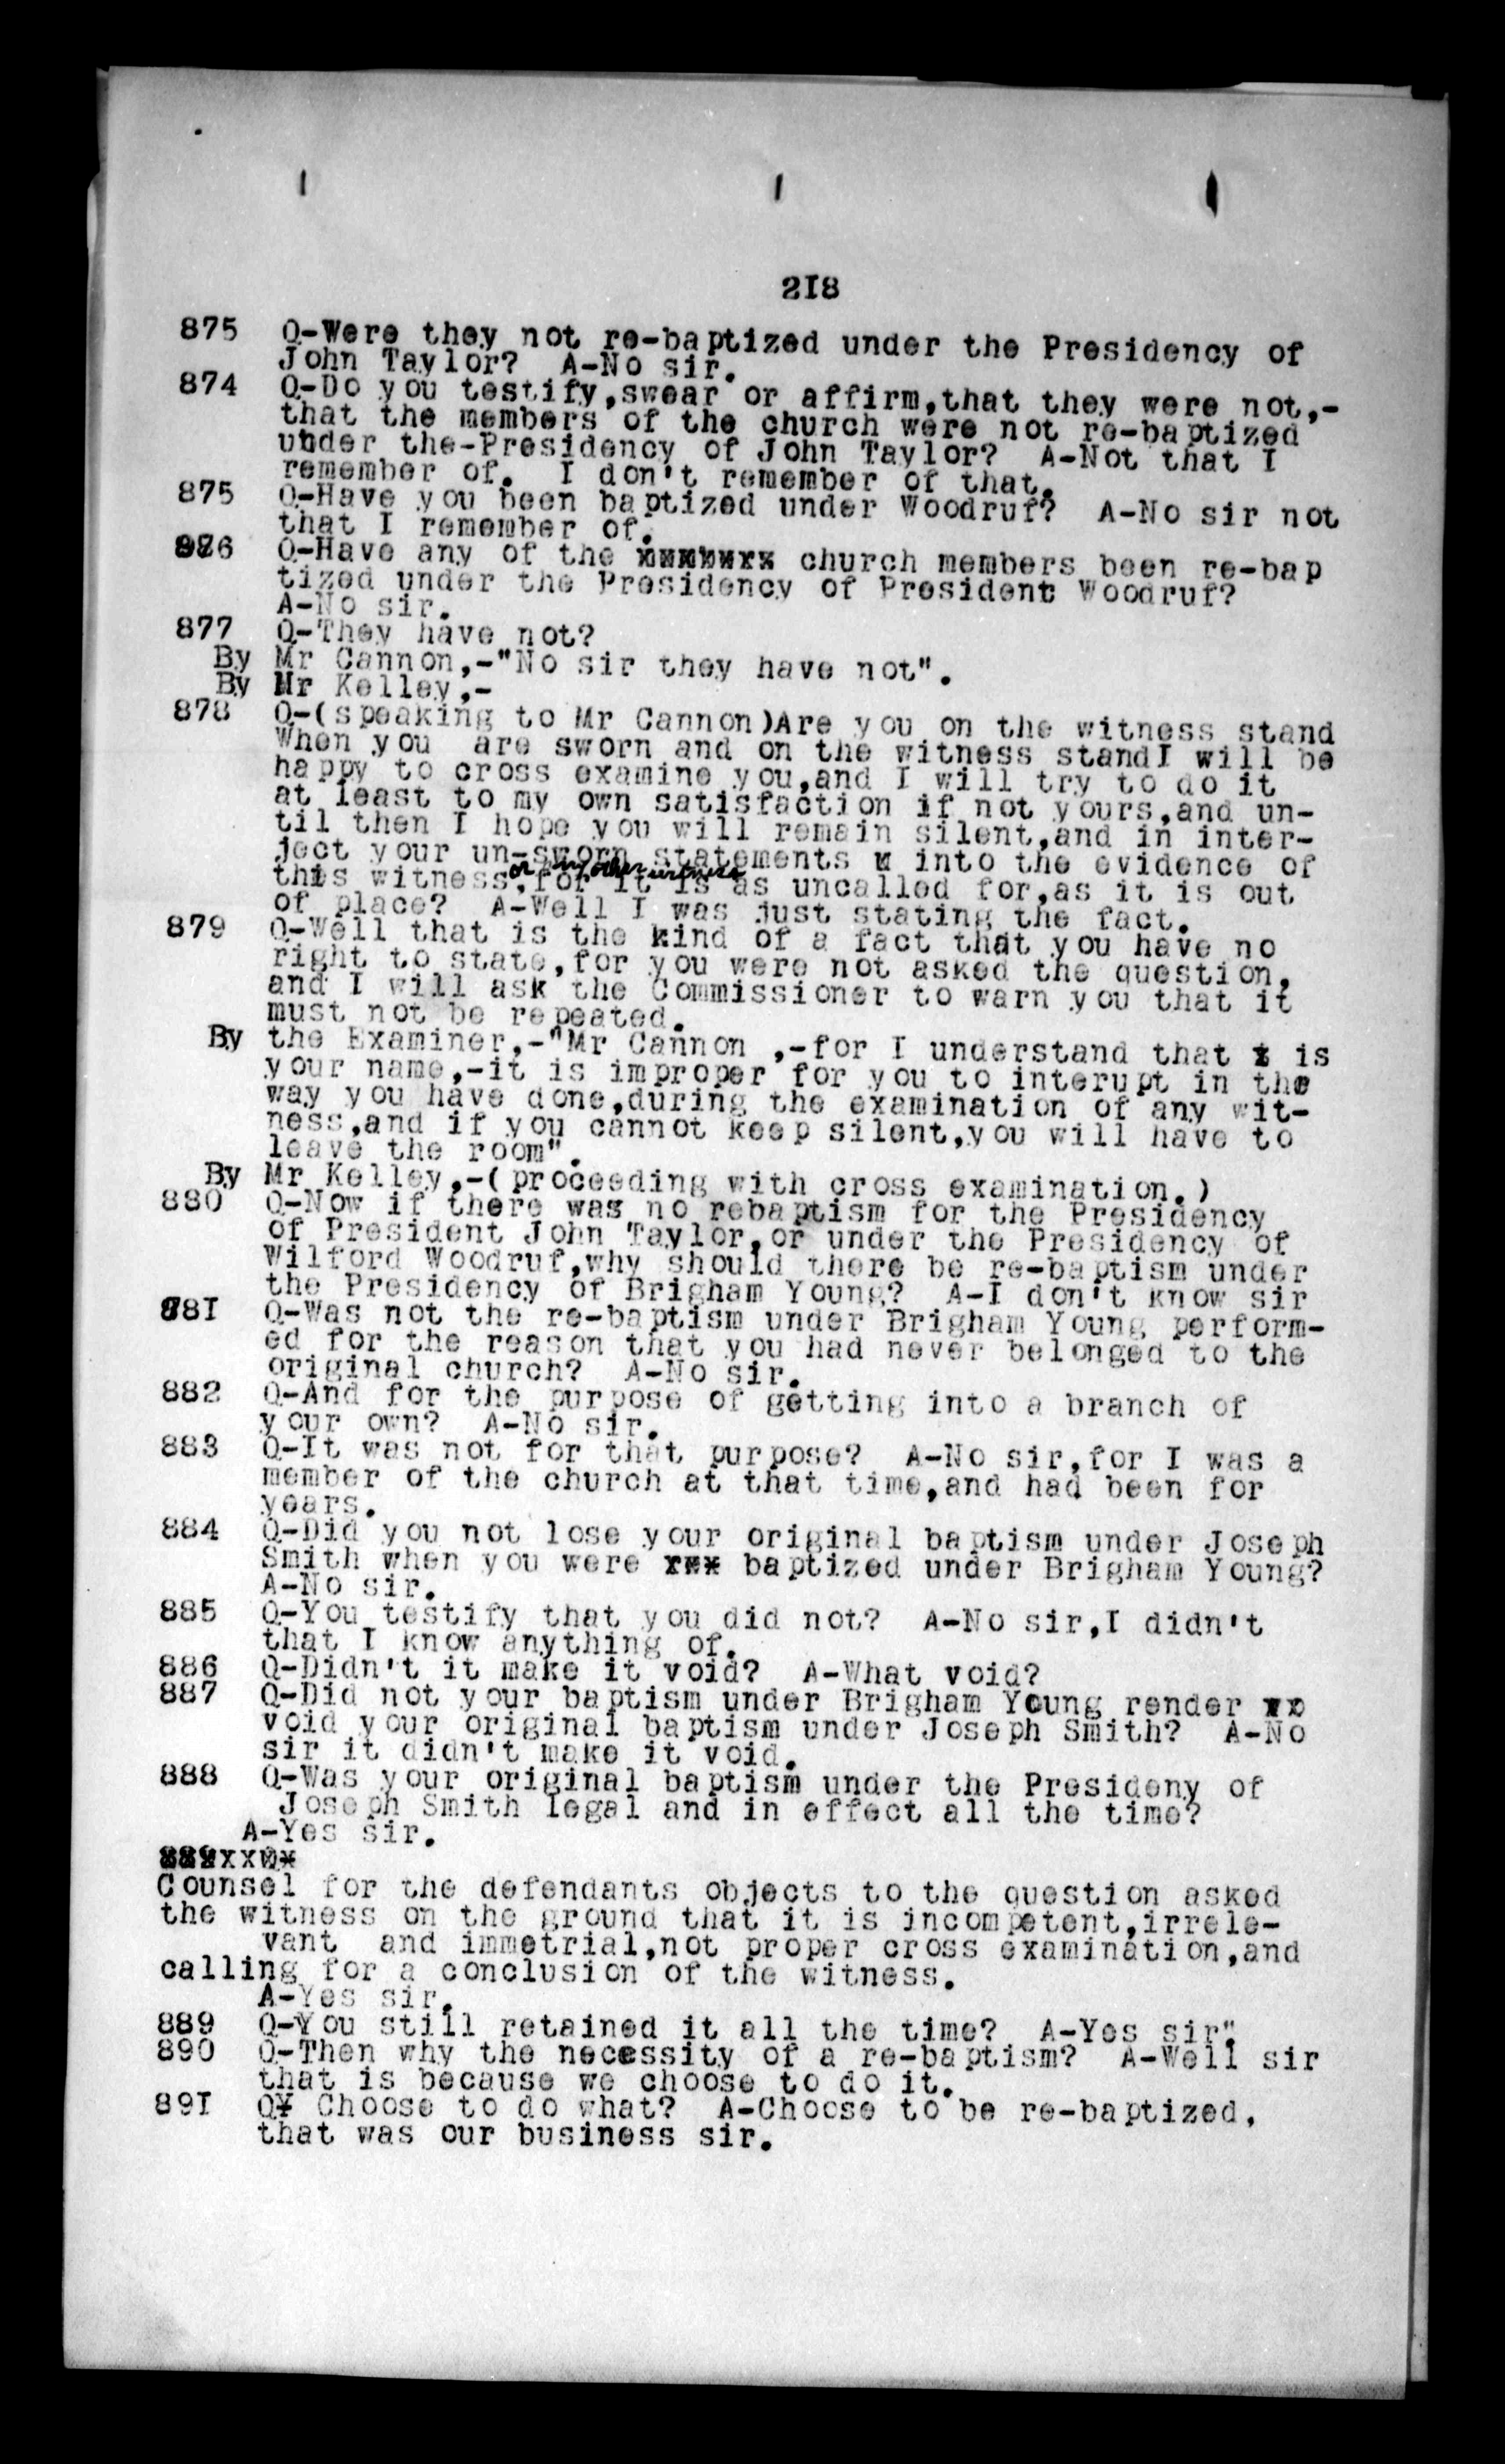 2I8
875 Q-Were they not re-baptized under the Presidency of
John Taylor? A-No sir.
874 Q-Do you testify,swear or affirm,that they were not,-
that the members of the church were not re-baptized
under the-Presidency of John Taylor? A-Not that I
remember of. I don't remember of that.
875 Q-Have you been baptized under Woodruf? A-No sir not
that I remember of.
Q-Have any of the church members been re-bap
tized under the Presidency of President Woodruf?
A-No sir.
877 Q-They have not?
By Mr Cannon,-"No sir they have not".
By Mr Kelley,-
878 Q-(speaking to Mr Cannon)Are you on the witness stand
When you are sworn and on the witness standI will be
happy to cross examine you,and I will try to do it
at least to my own satisfaction if not yours,and un-
til then I hope you will remain silent,and in inter-
ject your un-sworn statements into the evidence of
or any other witness
this witness,for it is as uncalled for,as it is out
of place? A-Well I was just stating the fact.
879 Q-Well that is the kind of a fact that you have no
right to state,for you were not asked the question,
and I will ask the Commissioner to warn you that it
must not be repeated.
By the Examiner,-"Mr Cannon ,-for I understand that is
your name,-it is improper for you to interupt in the
way you have done,during the examination of any wit-
ness,and if you cannot keep silent,you will have to
leave the room".
By Mr Kelley,-(proceeding with cross examination.)
880 Q-Now if there was no rebaptism for the Presidency
of President John Taylor,or under the Presidency of
Wilford Woodruf,why should there be re-baptism under
the Presidency of Brigham Young? A-I don't know sir
88I Q-Was not the re-baptism under Brigham Young perform-
ed for the reason that you had never belonged to the
original church? A-No sir.
882 Q-And for the purpose of getting into a branch of
your own? A-No sir.
883 Q-It was not for that purpose? A-No sir,for I was a
member of the church at that time,and had been for
years.
884 Q-Did you not lose your original baptism under Joseph
Smith when you were baptized under Brigham Young?
A-No sir.
885 Q-You testify that you did not? A-No sir,I didn't
that I know anything of.
886 Q-Didn't it make it void? A-What void?
887 Q-Did not your baptism under Brigham Young render
void your original baptism under Joseph Smith? A-No
sir it didn't make it void.
888 Q-Was your original baptism under the Presideny of
Joseph Smith legal and in effect all the time?
A-Yes sir.
Counsel for the defendants objects to the question asked
the witness on the ground that it is incompetent,irrele-
vant and immetrial,not proper cross examination,and
calling for a conclusion of the witness.
A-Yes sir.
889 Q-You still retained it all the time? A-Yes sir".
890 Q-Then why the necessity of a re-baptism? A-Well sir
that is because we choose to do it.
89I Q- Choose to do what? A-Choose to be re-baptized,
that was our business sir.